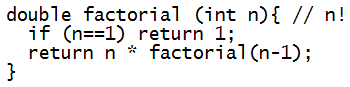 double factorial (int n){ // n!
  if (n==1) return 1;
  return n * factorial(n-1);
}